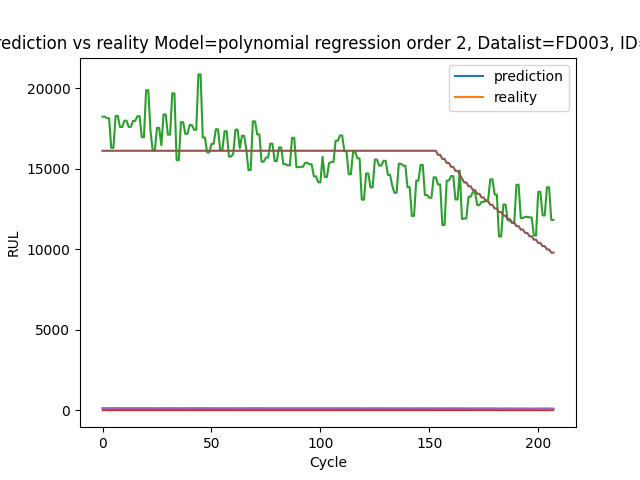 rediction vs reality Model=polynomial regression order 2, Datalist=FD003, ID=
prediction
reality
20000
15000
10000
5000
0
RUL
0 50 100 150 200
Cycle